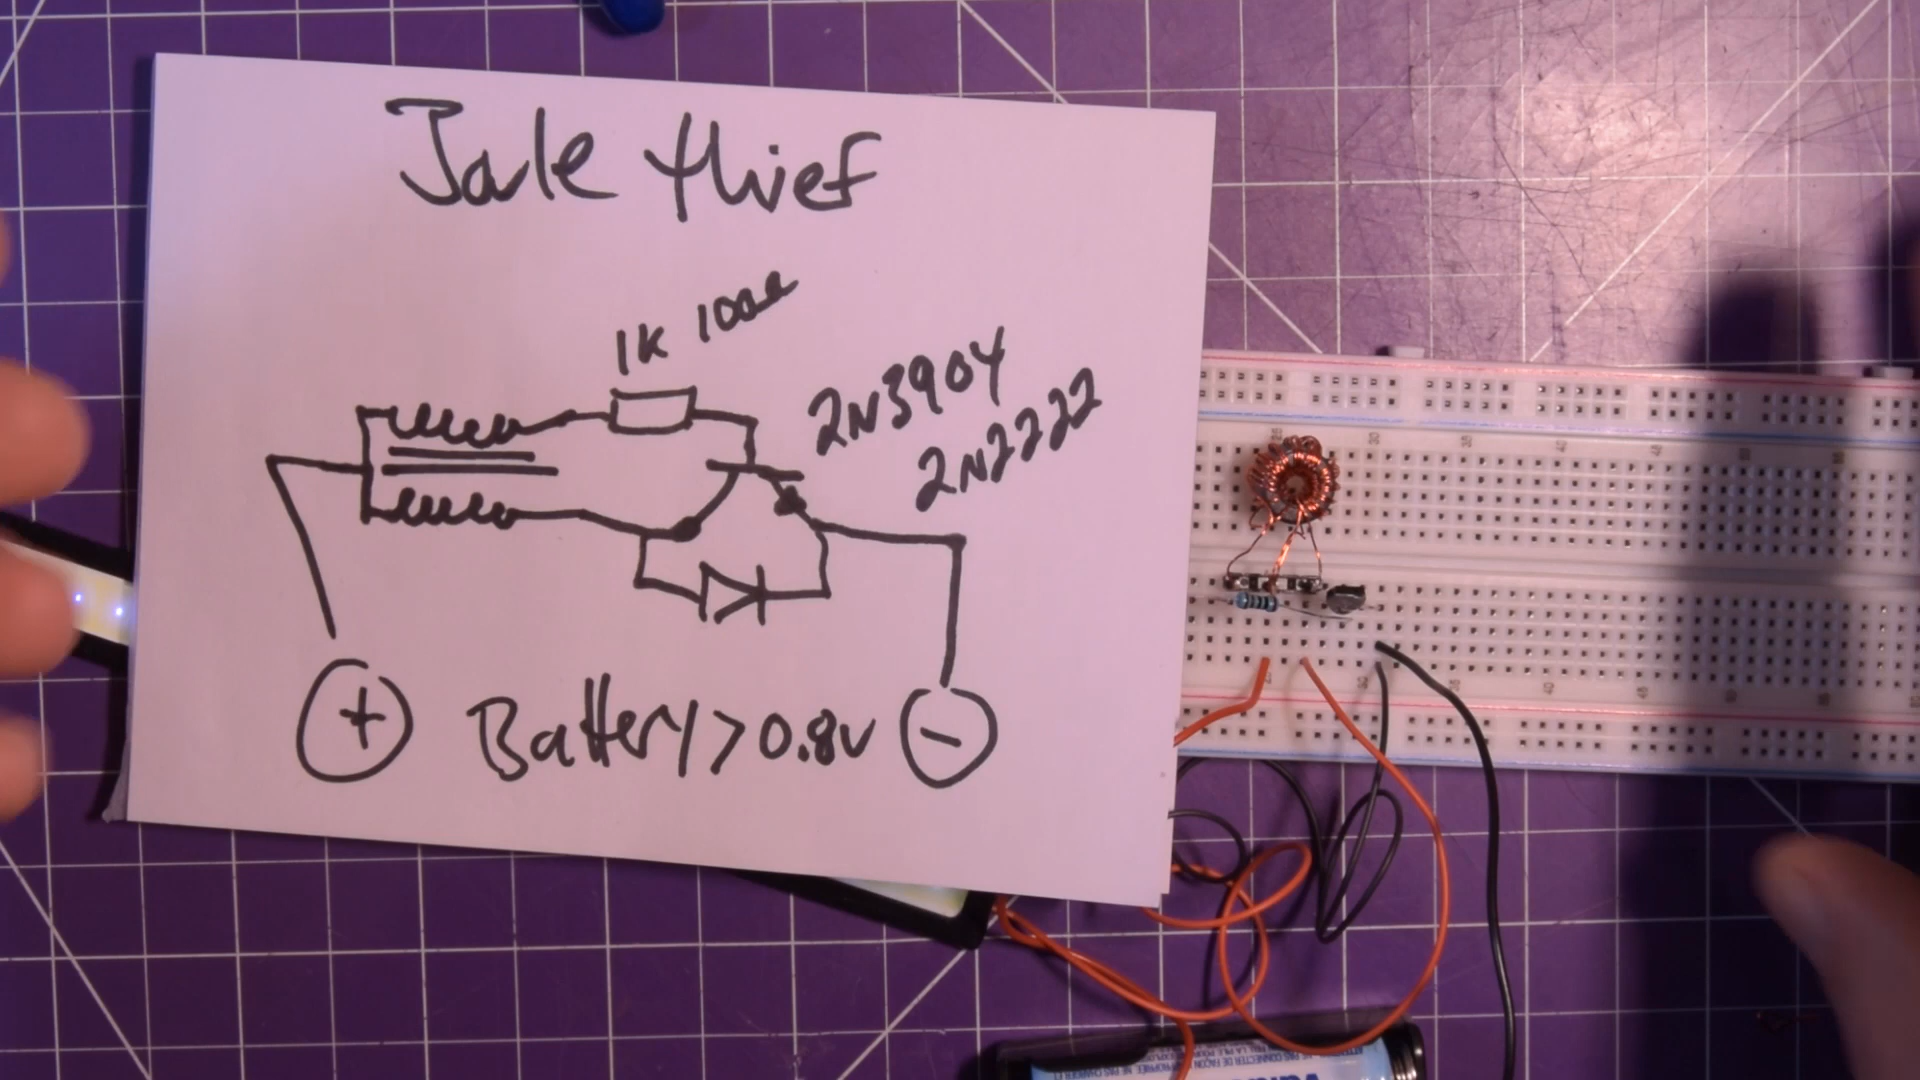 Jule thief
1K 100Ω
2N3904
2N2222
+ Battery > 0.8V -